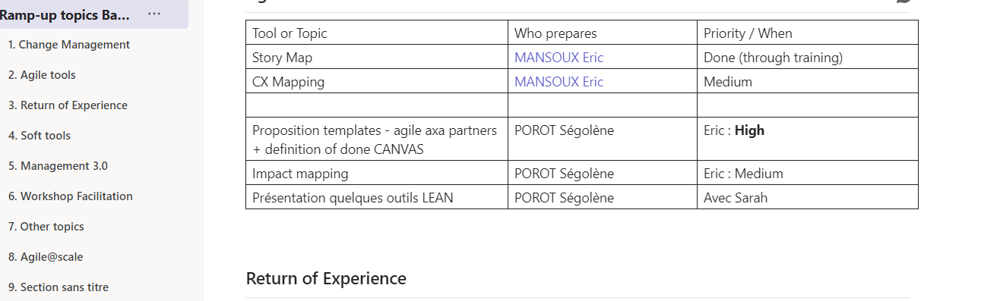 Ramp-up topics Ba... ...
1. Change Management
2. Agile tools
3. Return of Experience
4. Soft tools
5. Management 3.0
6. Workshop Facilitation
7. Other topics
8. Agile@scale
9. Section sans titre
Tool or Topic Who prepares Priority / When
Story Map MANSOUX Eric Done (through training)
CX Mapping MANSOUX Eric Medium
Proposition templates - agile axa partners POROT Ségolène Eric : High
+ definition of done CANVAS
Impact mapping POROT Ségolène Eric : Medium
Présentation quelques outils LEAN POROT Ségolène Avec Sarah
Return of Experience